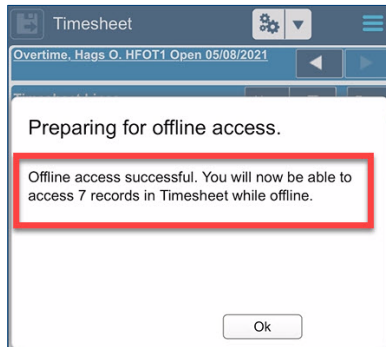 Timesheet
Overtime, Hags O. HFOT1 Open 05/08/2021
Preparing for offline access.
Offline access successful. You will now be able to
access 7 records in Timesheet while offline.
Ok